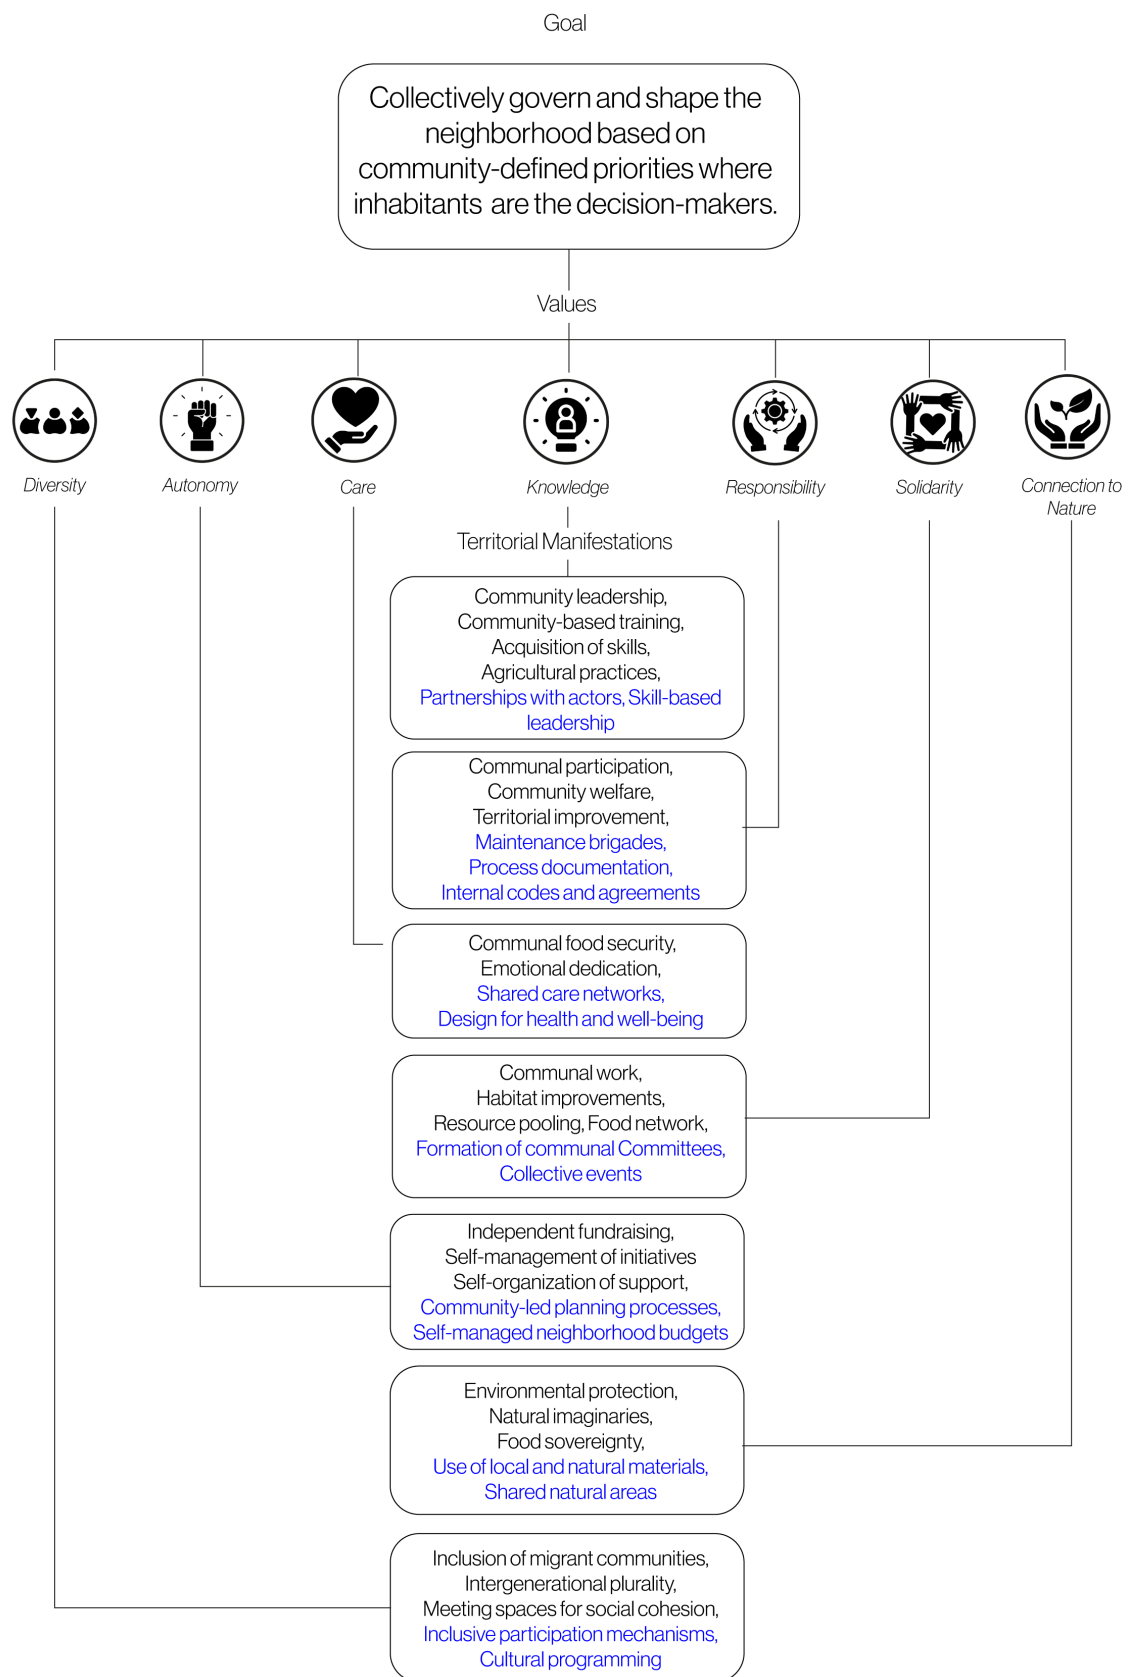 Goal
Collectively govern and shape the
neighborhood based on
community-defined priorities where
inhabitants are the decision-makers.
Values
Diversity
Autonomy
Care
Knowledge
Responsibility
Solidarity
Connection to
Nature
Territorial Manifestations
Community leadership,
Community-based training,
Acquisition of skills,
Agricultural practices,
Partnerships with actors, Skill-based
leadership
Communal participation,
Community welfare,
Territorial improvement,
Maintenance brigades,
Process documentation,
Internal codes and agreements
Communal food security,
Emotional dedication,
Shared care networks,
Design for health and well-being
Communal work,
Habitat improvements,
Resource pooling, Food network,
Formation of communal Committees,
Collective events
Independent fundraising,
Self-management of initiatives
Self-organization of support,
Community-led planning processes,
Self-managed neighborhood budgets
Environmental protection,
Natural imaginaries,
Food sovereignty,
Use of local and natural materials,
Shared natural areas
Inclusion of migrant communities,
Intergenerational plurality,
Meeting spaces for social cohesion,
Inclusive participation mechanisms,
Cultural programming